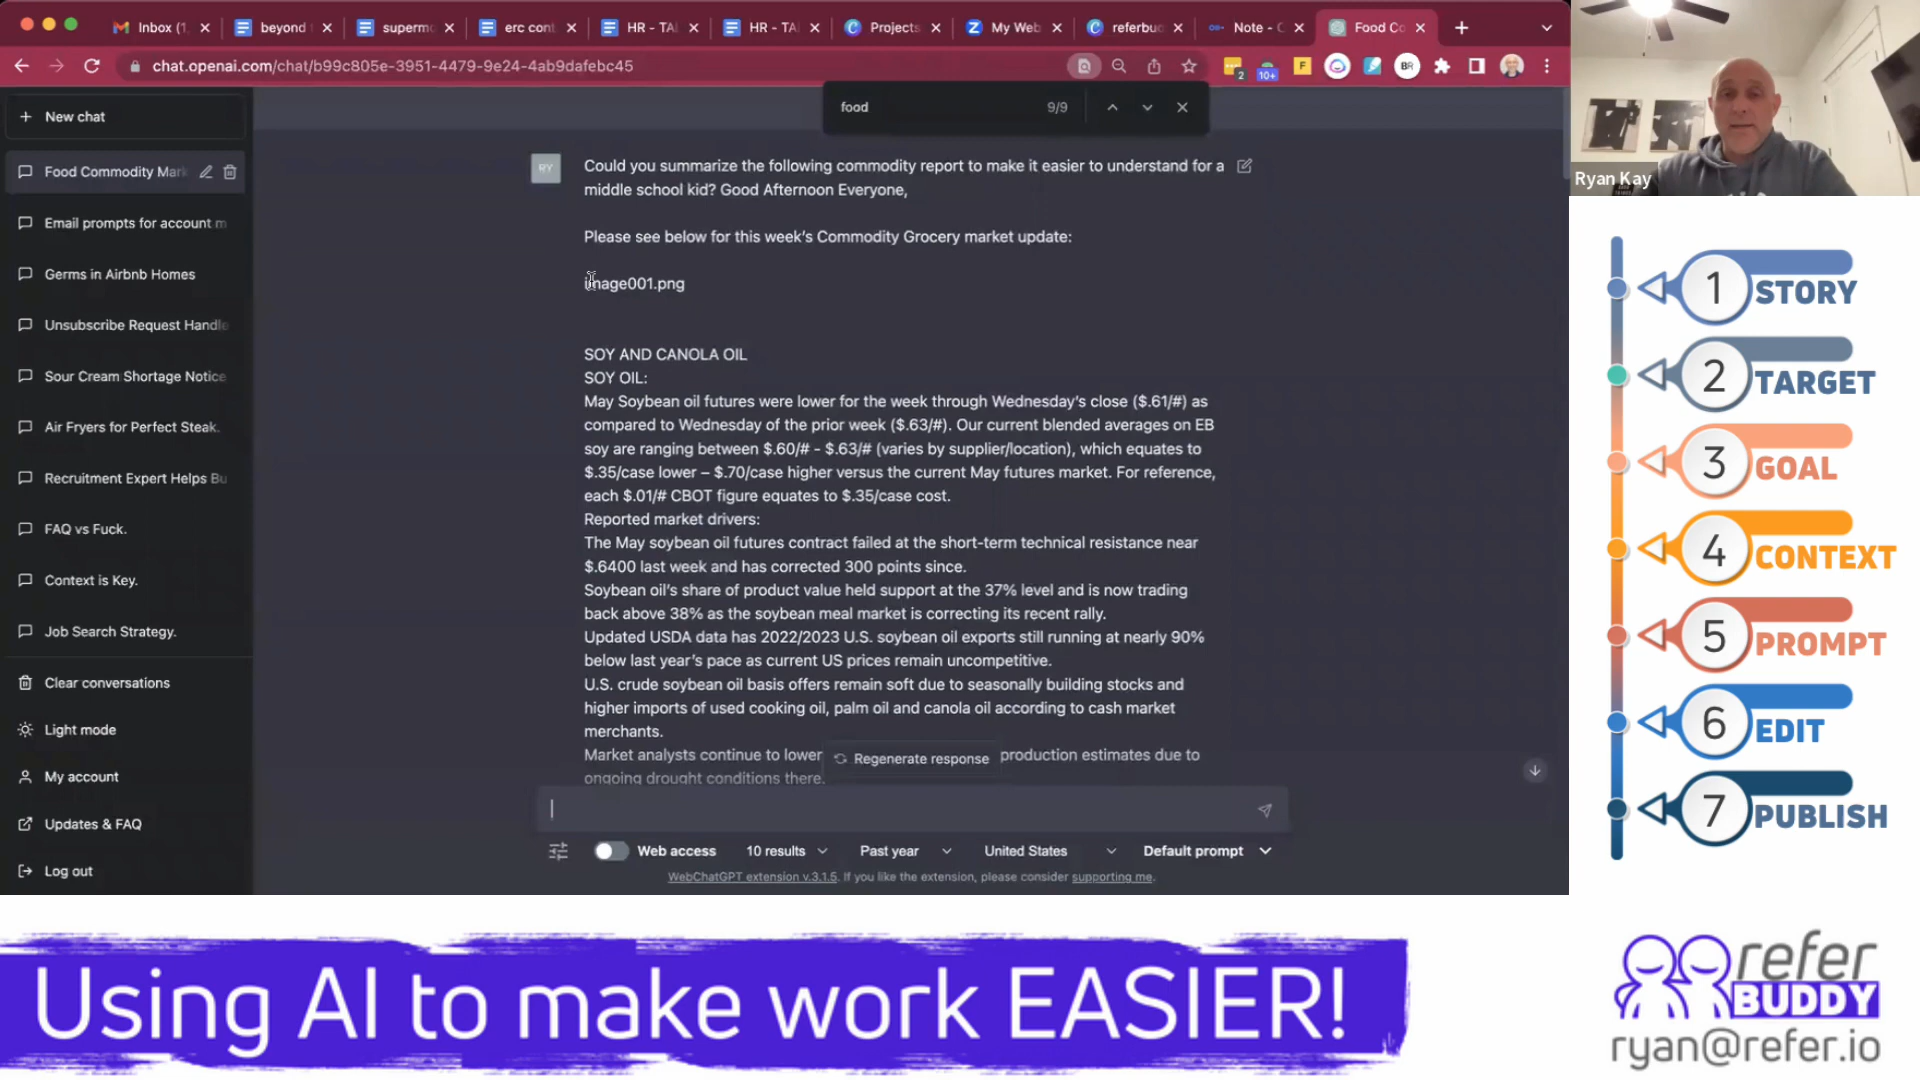 Inbox (1,
beyond
superm
erc cont
HR - TAL
HR - TAL
Projects
My Web
referbud
Note - C
Food Co
chat.openai.com/chat/b99c805e-3951-4479-9e24-4ab9dafebc45
2
10+
F
BR
food
9/9
New chat
Food Commodity Mark
Email prompts for account m
Germs in Airbnb Homes
Unsubscribe Request Handle
Sour Cream Shortage Notice
Air Fryers for Perfect Steak.
Recruitment Expert Helps Bu
FAQ vs Fuck.
Context is Key.
Job Search Strategy.
Clear conversations
Light mode
My account
Updates & FAQ
Log out
RY
Could you summarize the following commodity report to make it easier to understand for a
middle school kid? Good Afternoon Everyone,
Please see below for this week's Commodity Grocery market update:
image001.png
SOY AND CANOLA OIL
SOY OIL:
May Soybean oil futures were lower for the week through Wednesday's close ($.61/#) as
compared to Wednesday of the prior week ($.63/#). Our current blended averages on EB
soy are ranging between $.60/# - $.63/# (varies by supplier/location), which equates to
$.35/case lower – $.70/case higher versus the current May futures market. For reference,
each $.01/# CBOT figure equates to $.35/case cost.
Reported market drivers:
The May soybean oil futures contract failed at the short-term technical resistance near
$.6400 last week and has corrected 300 points since.
Soybean oil's share of product value held support at the 37% level and is now trading
back above 38% as the soybean meal market is correcting its recent rally.
Updated USDA data has 2022/2023 U.S. soybean oil exports still running at nearly 90%
below last year's pace as current US prices remain uncompetitive.
U.S. crude soybean oil basis offers remain soft due to seasonally building stocks and
higher imports of used cooking oil, palm oil and canola oil according to cash market
merchants.
Market analysts continue to lower production estimates due to
ongoing drought conditions there.
Regenerate response
Web access
10 results
Past year
United States
Default prompt
WebChatGPT extension v.3.1.5. If you like the extension, please consider supporting me.
Ryan Kay
1 STORY
2 TARGET
3 GOAL
4 CONTEXT
5 PROMPT
6 EDIT
7 PUBLISH
Using AI to make work EASIER!
refer
BUDDY
ryan@refer.io